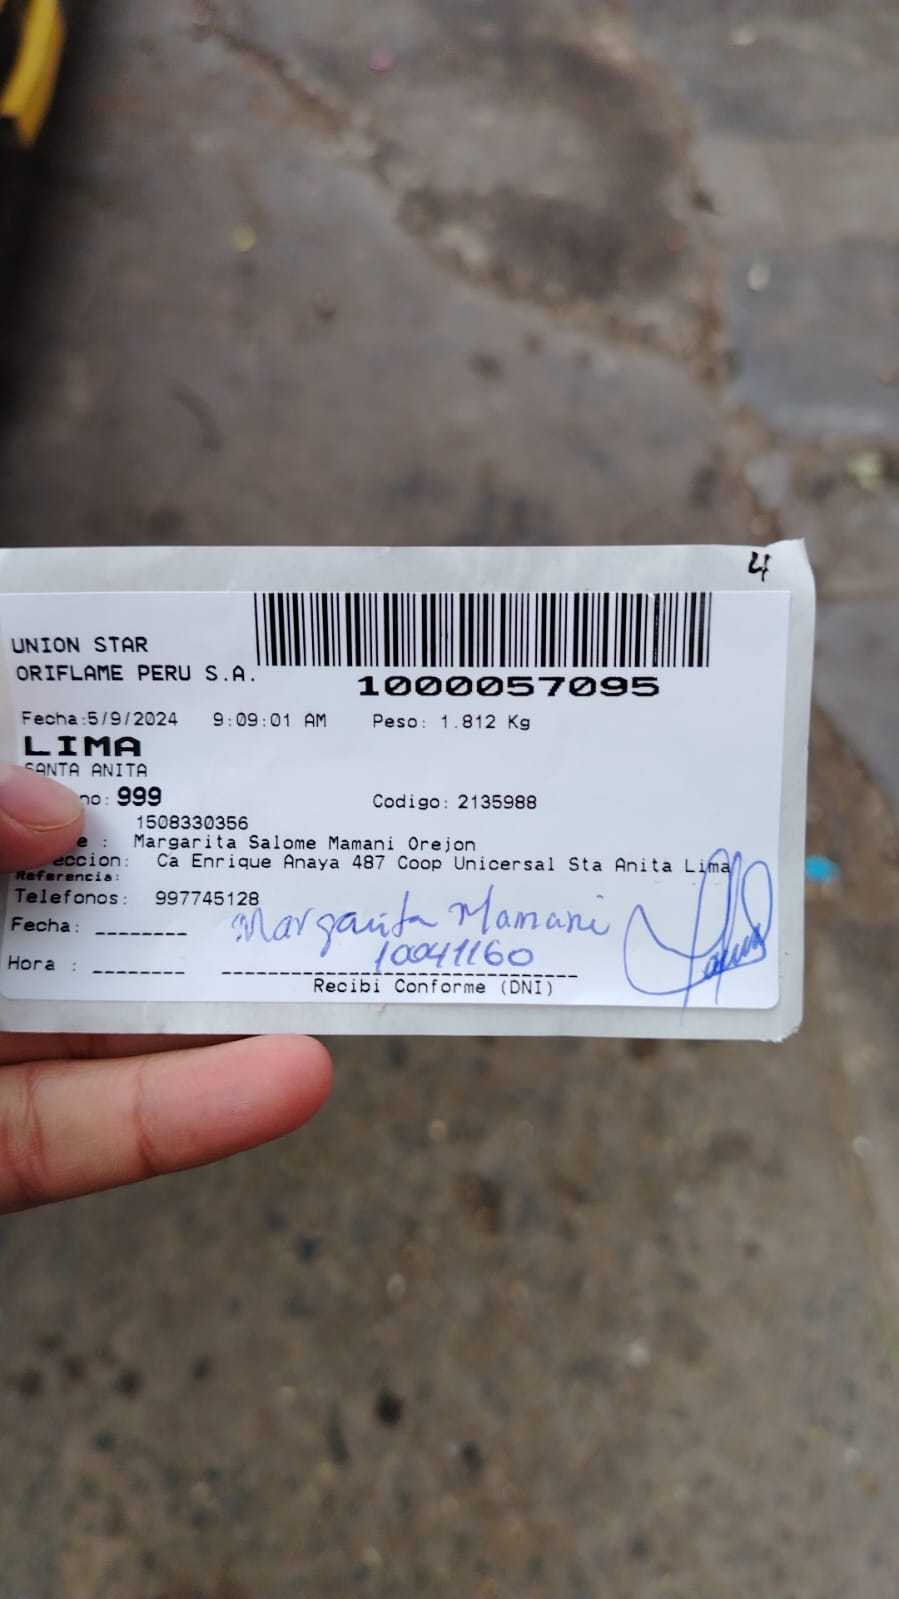 4
UNION STAR
ORIFLAME PERU S.A.
1000057095
Fecha:5/9/2024 9:09:01 AM Peso: 1.812 Kg
LIMA
SANTA ANITA
no: 999 Codigo: 2135988
1508330356
e : Margarita Salome Mamani Orejon
eccion: Ca Enrique Anaya 487 Coop Unicersal Sta Anita Lima
Referencia:
Telefonos: 997745128
Fecha: ________ Margarita Mamani
10041160
Hora : ________
Recibi Conforme (DNI)